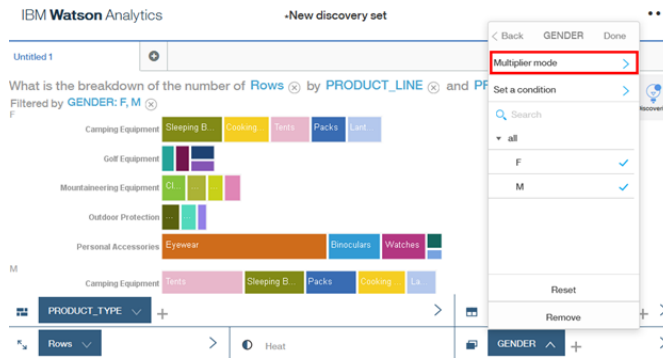 IBM Watson Analytics
New discovery set
< Back GENDER Done
Untitled 1
Multiplier mode
What is the breakdown of the number of Rows by PRODUCT_LINE and
Set a condition
Filtered by GENDER: F, M
Search
F
all
Camping Equipment Sleeping B... Cooking... Tents Packs Lant...
Golf Equipment
F
Mountaineering Equipment Cl...
M
Outdoor Protection
Personal Accessories Eyewear Binoculars Watches
M
Camping Equipment Tents Sleeping B... Packs Cooking La...
Reset
PRODUCT_TYPE +
Remove
Rows Heat GENDER +